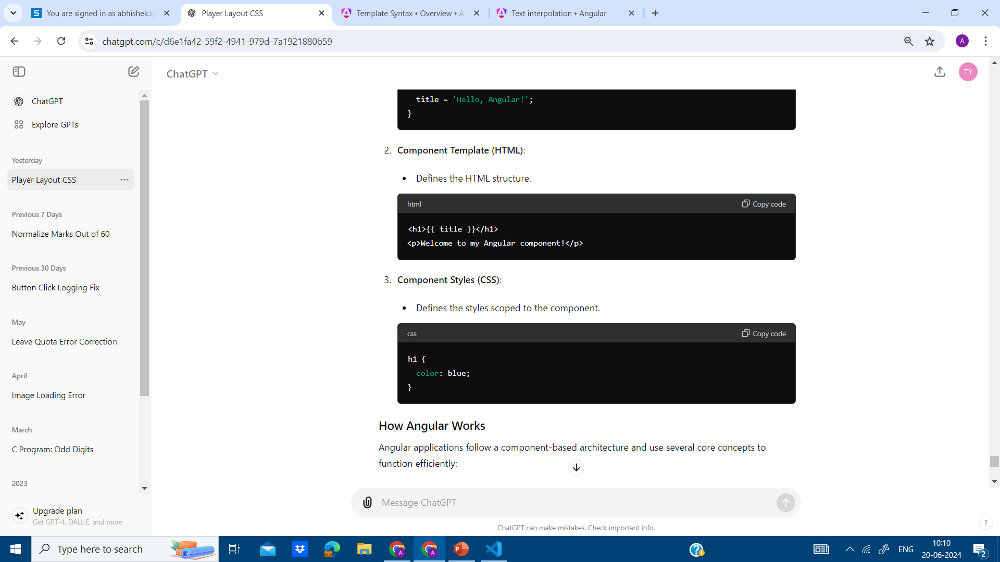 You are signed in as abhishek.ty
Player Layout CSS
Template Syntax • Overview • A
Text interpolation • Angular
chatgpt.com/c/d6e1fa42-59f2-4941-979d-7a1921880b59
A
ChatGPT
TY
ChatGPT
Explore GPTs
Yesterday
Player Layout CSS
Previous 7 Days
Normalize Marks Out of 60
Previous 30 Days
Button Click Logging Fix
May
Leave Quota Error Correction.
April
Image Loading Error
March
C Program: Odd Digits
2023
Upgrade plan
Get GPT-4, DALL·E, and more
title = 'Hello, Angular!';
}
2. Component Template (HTML):
• Defines the HTML structure.
html
Copy code
<h1>{{ title }}</h1>
<p>Welcome to my Angular component!</p>
3. Component Styles (CSS):
• Defines the styles scoped to the component.
css
Copy code
h1 {
color: blue;
}
How Angular Works
Angular applications follow a component-based architecture and use several core concepts to
function efficiently:
Message ChatGPT
ChatGPT can make mistakes. Check important info.
?
Type here to search
ENG
10:10
20-06-2024
2